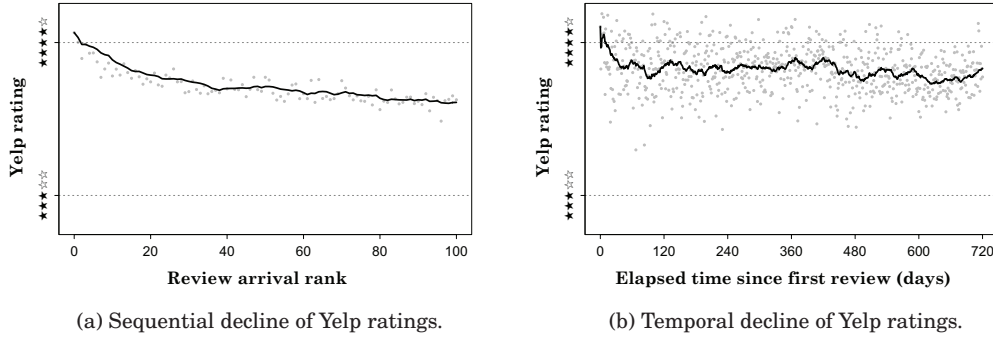 Yelp rating
★★★★☆
★★★☆☆
0 20 40 60 80 100
Review arrival rank
(a) Sequential decline of Yelp ratings.
Yelp rating
★★★★☆
★★★☆☆
0 120 240 360 480 600 720
Elapsed time since first review (days)
(b) Temporal decline of Yelp ratings.